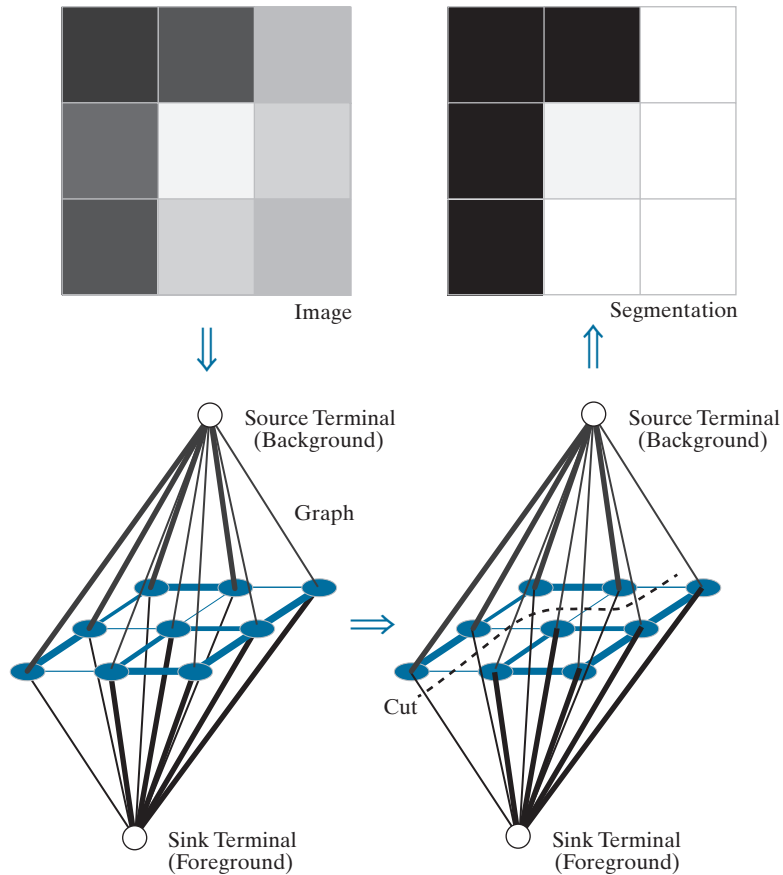 Image
Segmentation
Source Terminal
(Background)
Source Terminal
(Background)
Graph
Cut
Sink Terminal
(Foreground)
Sink Terminal
(Foreground)